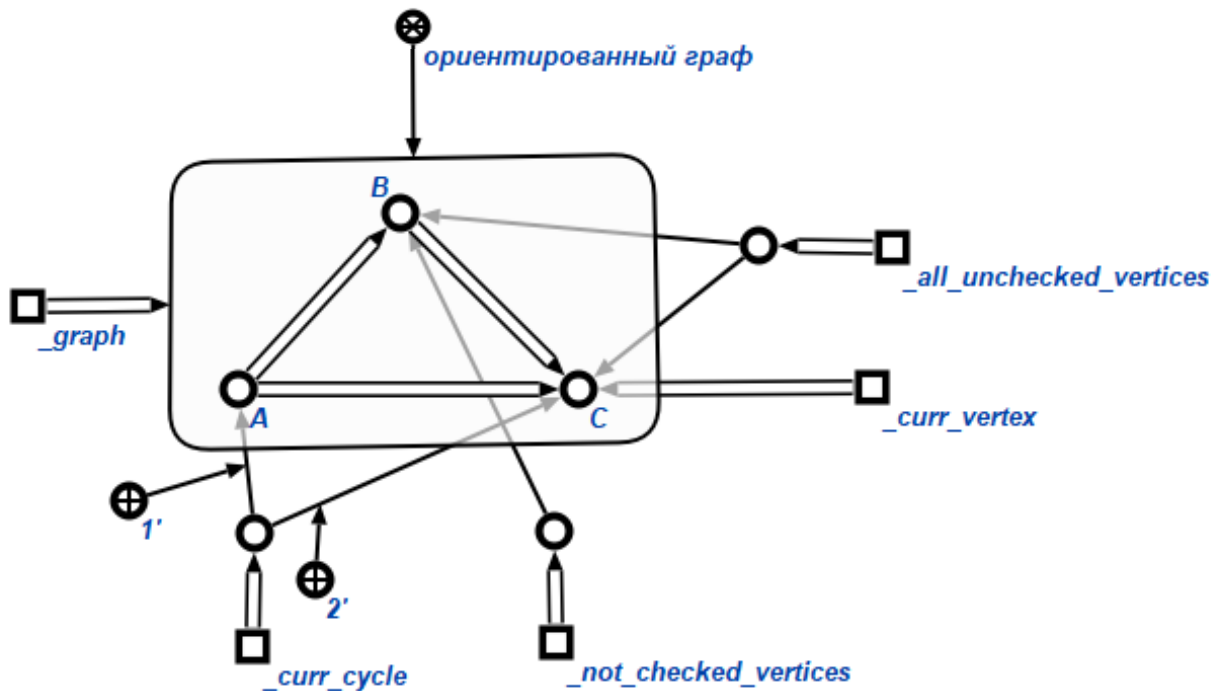 ориентированный граф
B
_all_unchecked_vertices
_graph
A
C
_curr_vertex
1'
2'
_curr_cycle
_not_checked_vertices